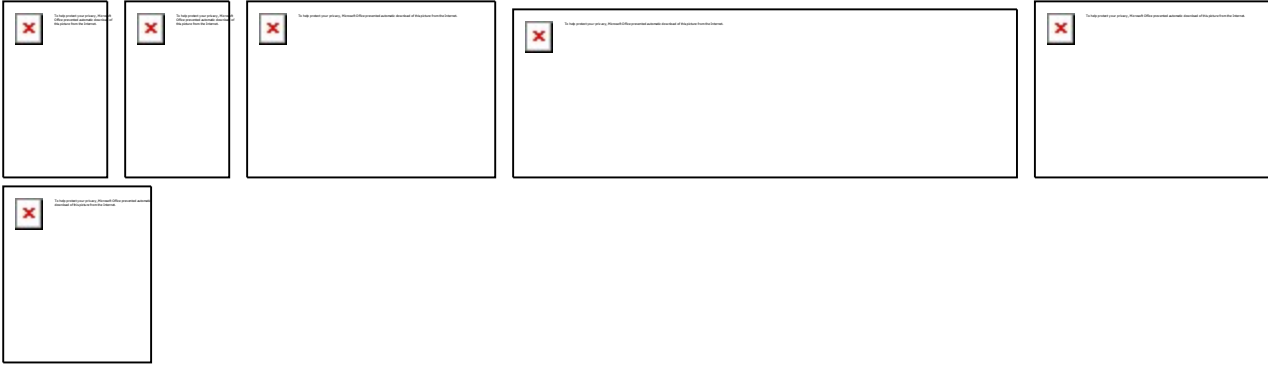 To help protect your privacy, Microsoft
Office prevented automatic download of
this picture from the Internet.
To help protect your privacy, Microsoft
Office prevented automatic download of
this picture from the Internet.
To help protect your privacy, Microsoft Office prevented automatic download of this picture from the Internet.
To help protect your privacy, Microsoft Office prevented automatic download of this picture from the Internet.
To help protect your privacy, Microsoft Office prevented automatic download of this picture from the Internet.
To help protect your privacy, Microsoft Office prevented automatic
download of this picture from the Internet.